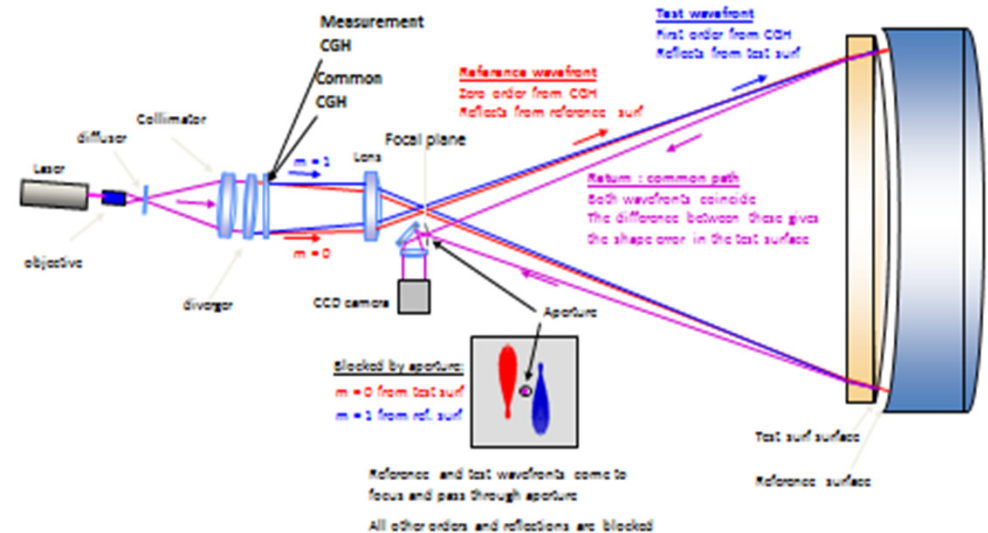 Measurement
CGH
Common
CGH
Test wavefront
First order from CGH
Reflects from test surf
Reference wavefront
Zero order from CGH
Reflects from reference surf
Collimator
diffusor
Laser
m = 1
Lens
Focal plane
Return : common path
Both wavefronts coincide
The difference between these gives
the shape error in the test surface
m = 0
objective
diverger
CCD camera
Aperture
Blocked by aperture:
m = 0 from test surf
m = 1 from ref. surf
Test surf surface
Reference surface
Reference and test wavefronts come to
focus and pass through aperture
All other orders and reflections are blocked